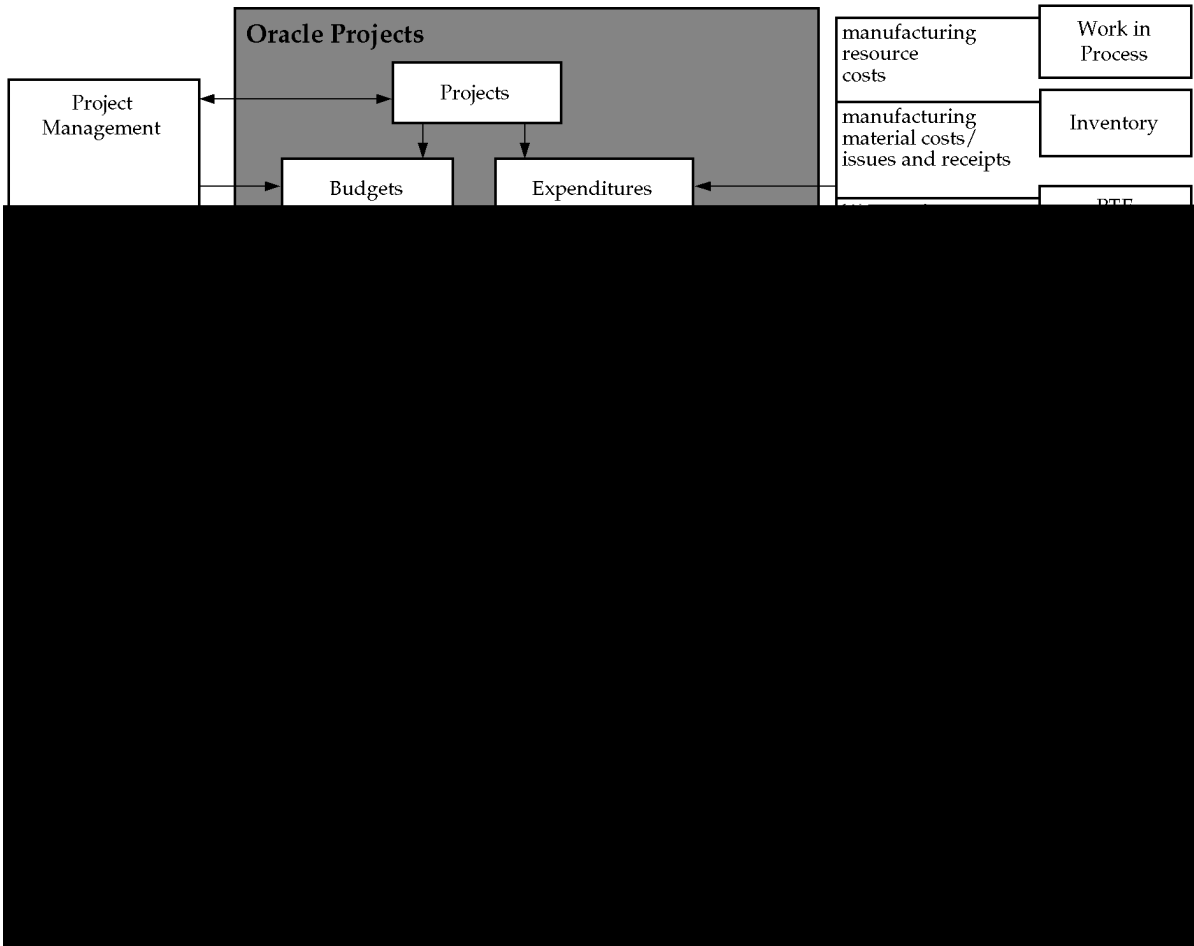 Oracle Projects
Project
Management
Projects
Budgets
Expenditures
manufacturing
resource
costs
Work in
Process
manufacturing
material costs/
issues and receipts
Inventory